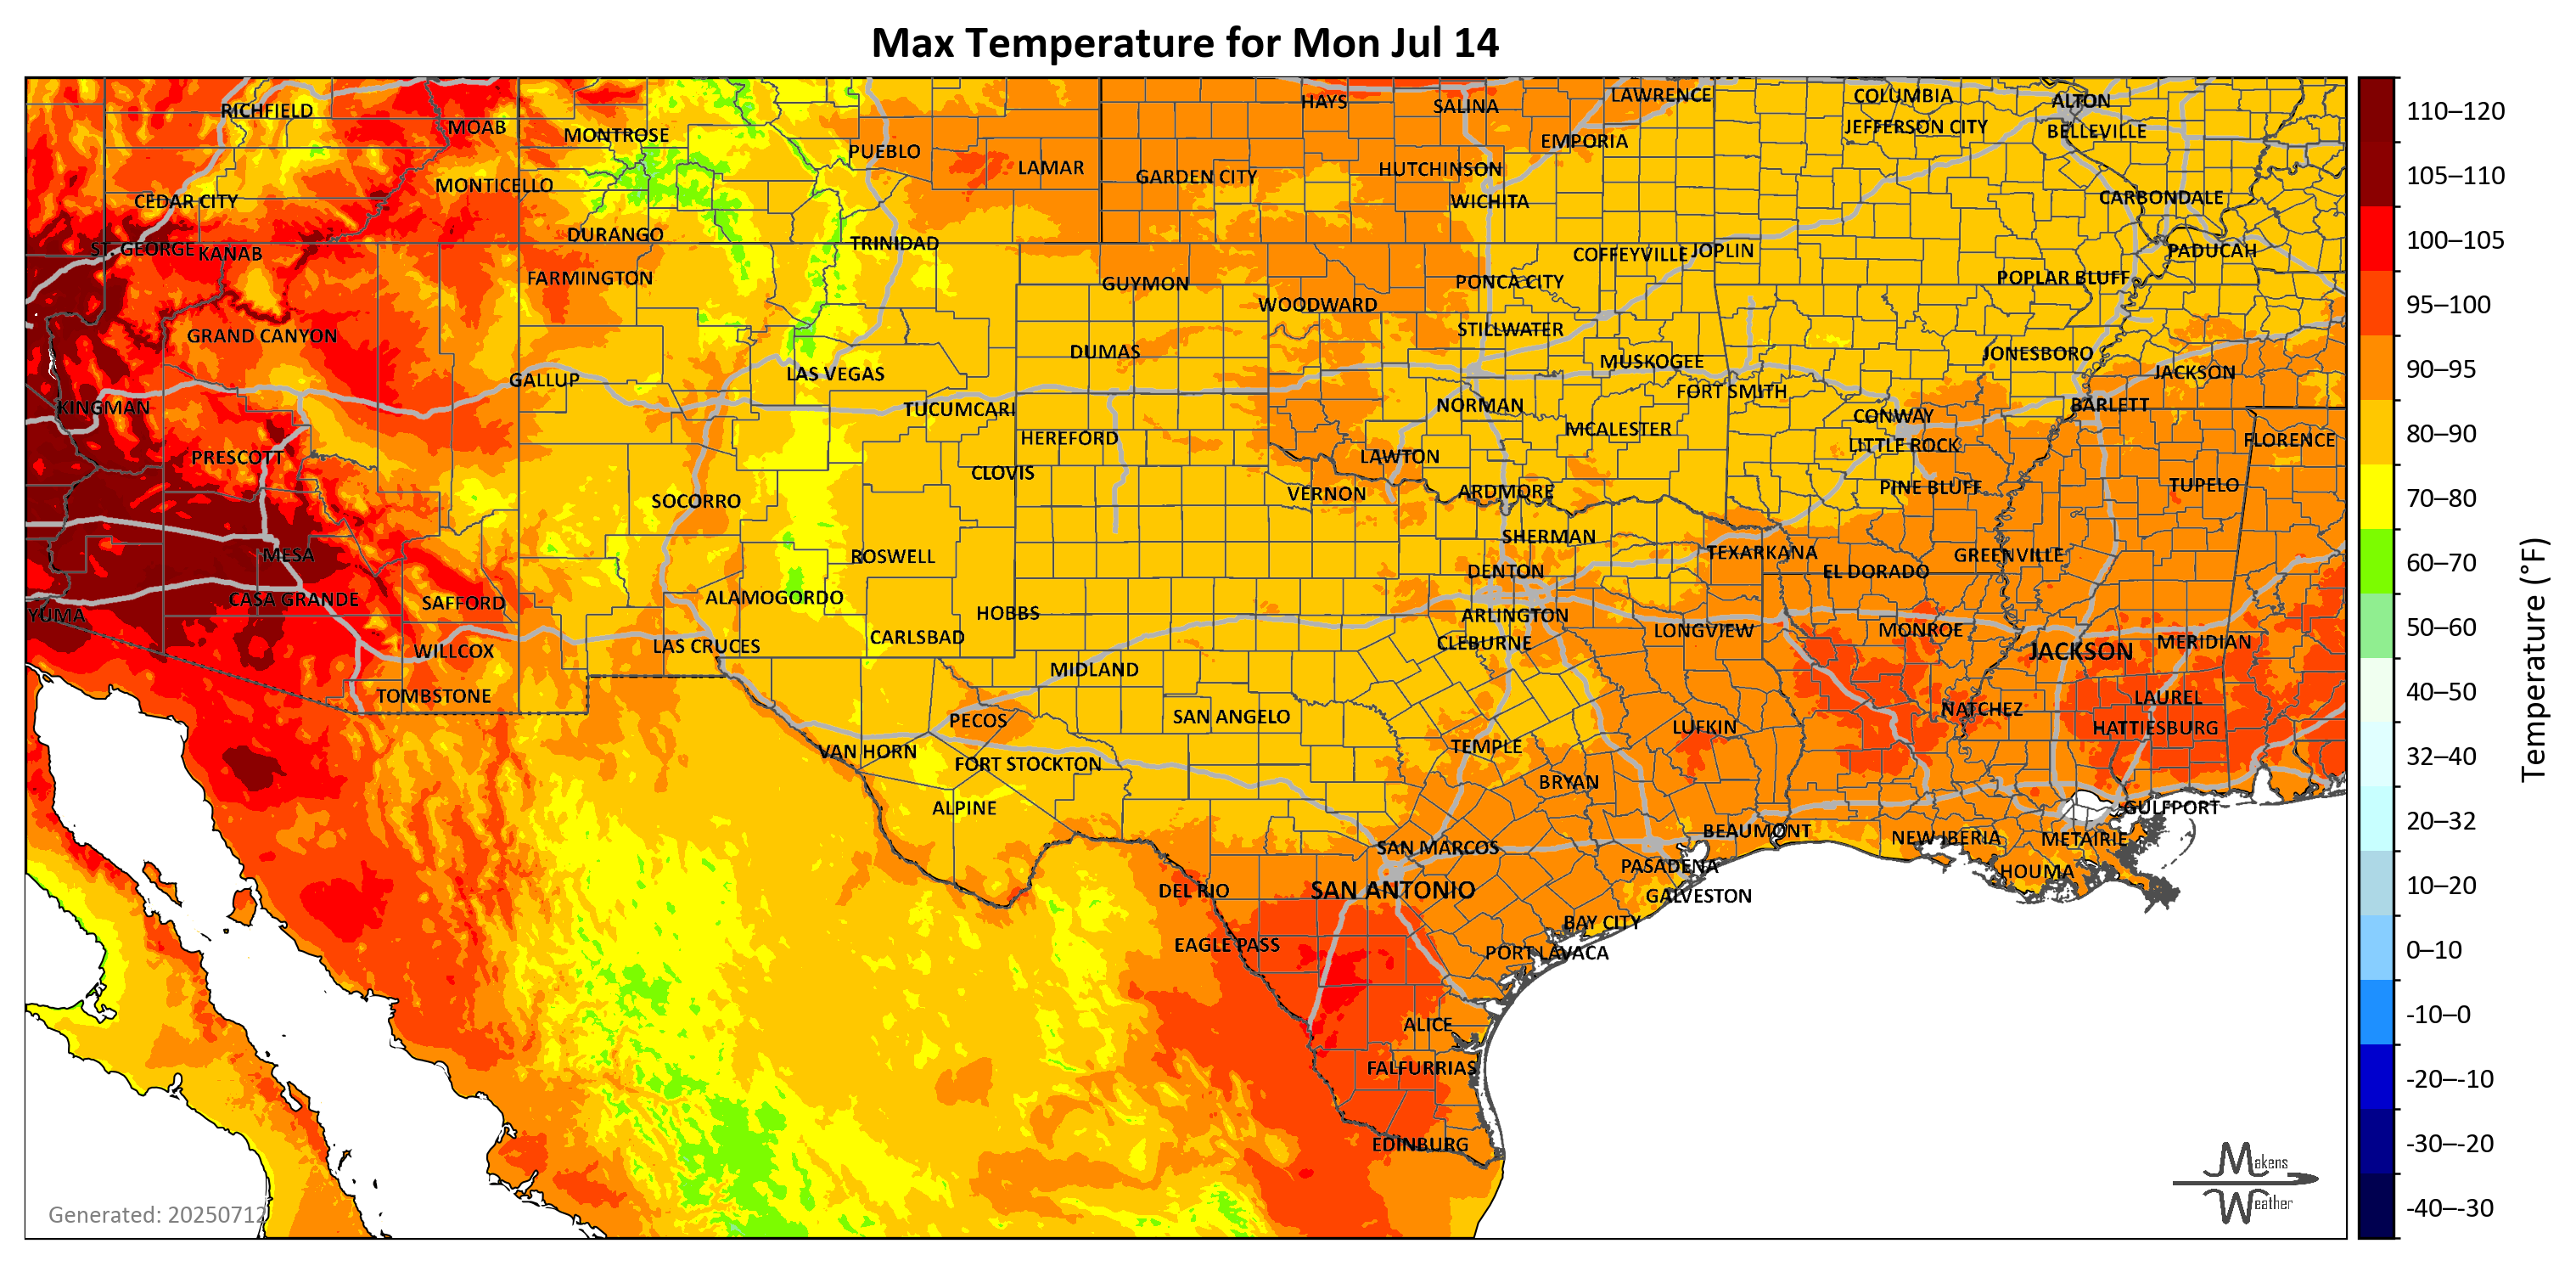 Max Temperature for Mon Jul 14
RICHFIELD
MOAB
MONTROSE
PUEBLO
LAMAR
HAYS
SALINA
LAWRENCE
COLUMBIA
ALTON
JEFFERSON CITY
BELLEVILLE
EMPORIA
HUTCHINSON
GARDEN CITY
WICHITA
CARBONDALE
CEDAR CITY
MONTICELLO
DURANGO
TRINIDAD
ST. GEORGE
KANAB
COFFEYVILLE
JOPLIN
PADUCAH
FARMINGTON
GUYMON
PONCA CITY
POPLAR BLUFF
WOODWARD
GRAND CANYON
STILLWATER
DUMAS
MUSKOGEE
JONESBORO
JACKSON
GALLUP
LAS VEGAS
FORT SMITH
KINGMAN
TUCUMCARI
NORMAN
CONWAY
BARLETT
HEREFORD
MCALESTER
LITTLE ROCK
FLORENCE
PRESCOTT
LAWTON
CLOVIS
VERNON
ARDMORE
PINE BLUFF
TUPELO
SOCORRO
SHERMAN
MESA
ROSWELL
TEXARKANA
GREENVILLE
DENTON
EL DORADO
CASA GRANDE
SAFFORD
ALAMOGORDO
HOBBS
ARLINGTON
YUMA
CARLSBAD
CLEBURNE
LONGVIEW
MONROE
JACKSON
MERIDIAN
WILLCOX
LAS CRUCES
MIDLAND
TOMBSTONE
PECOS
SAN ANGELO
LAUREL
NATCHEZ
HATTIESBURG
LUFKIN
VAN HORN
TEMPLE
FORT STOCKTON
BRYAN
ALPINE
GULFPORT
BEAUMONT
NEW IBERIA
METAIRIE
SAN MARCOS
PASADENA
HOUMA
DEL RIO
SAN ANTONIO
GALVESTON
BAY CITY
EAGLE PASS
PORT LAVACA
ALICE
FALFURRIAS
EDINBURG
Generated: 20250712
Makens
Weather
110–120
105–110
100–105
95–100
90–95
80–90
70–80
60–70
50–60
40–50
32–40
20–32
10–20
0–10
-10–0
-20–-10
-30–-20
-40–-30
Temperature (°F)